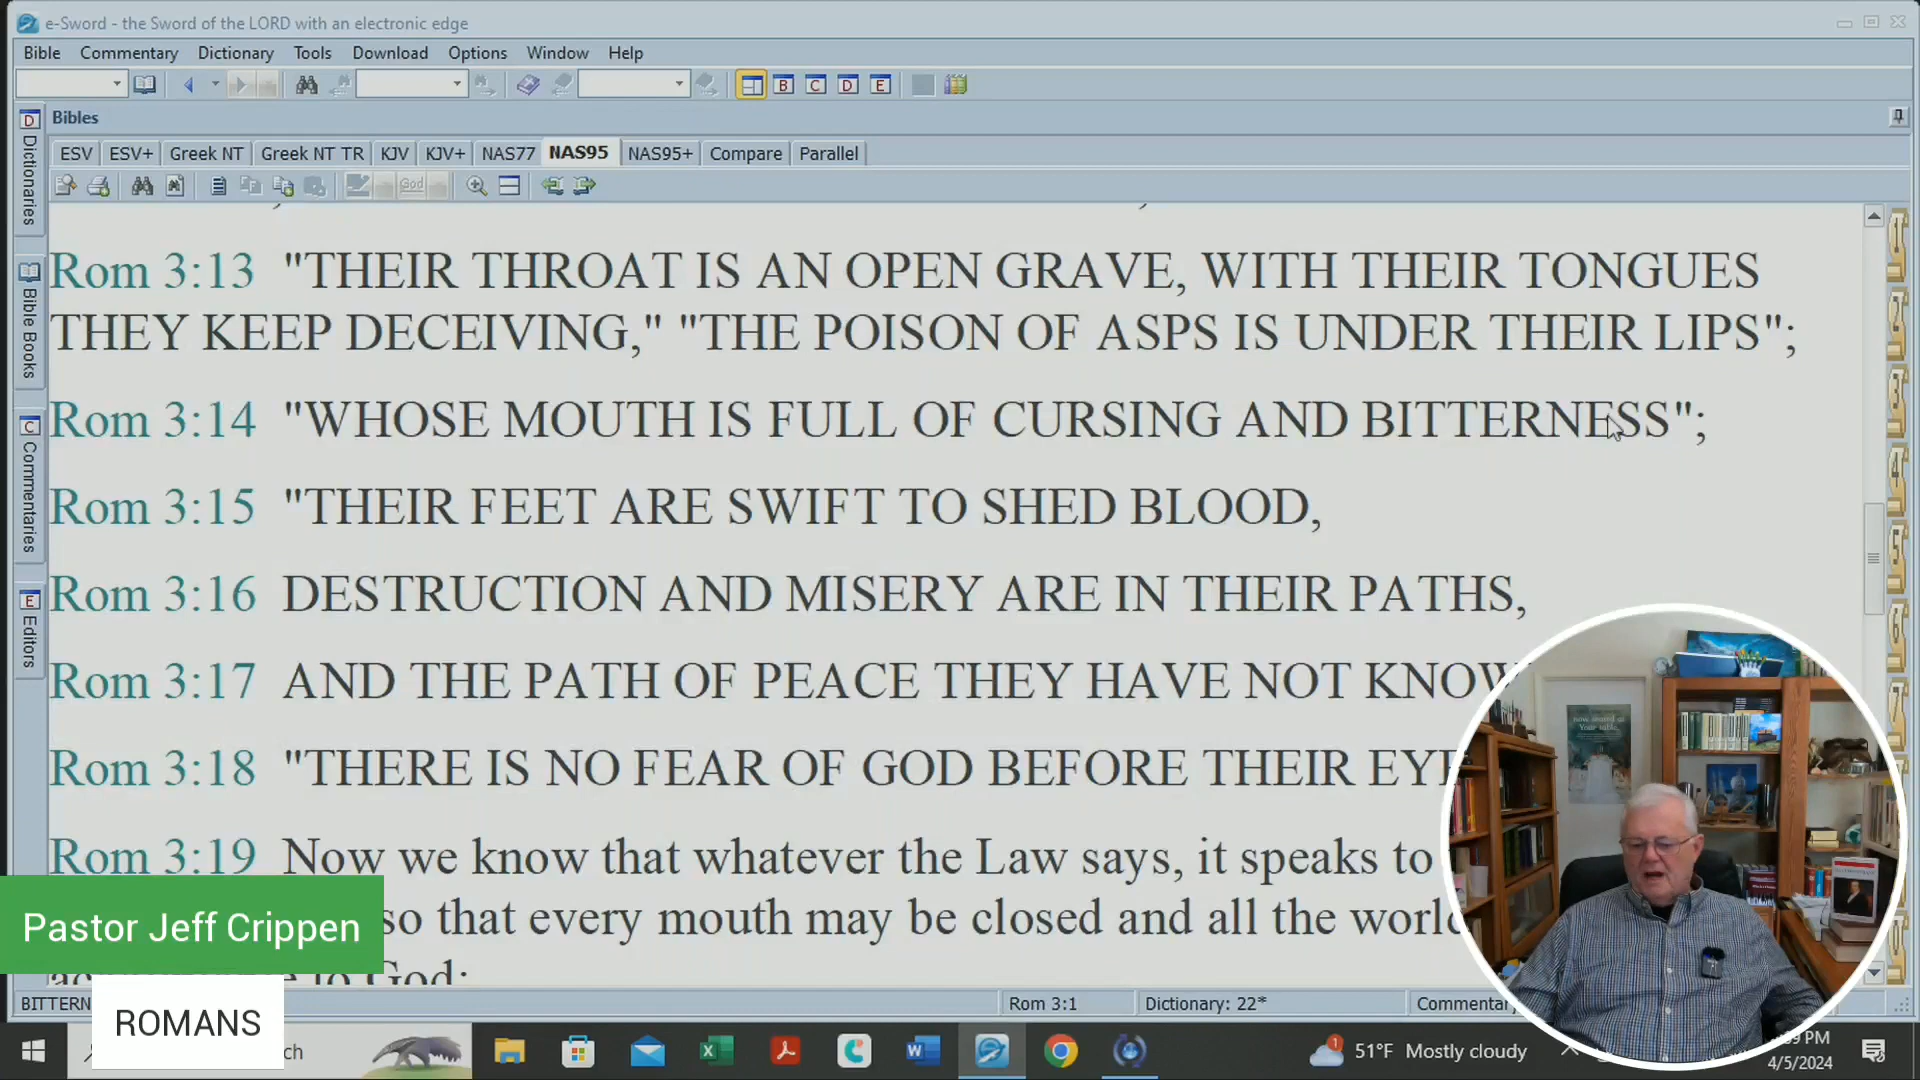 e-Sword - the Sword of the LORD with an electronic edge
Bible Commentary Dictionary Tools Download Options Window Help
B C D E
Bibles
ESV ESV+ Greek NT Greek NT TR KJV KJV+ NAS77 NAS95 NAS95+ Compare Parallel
God
D Dictionaries
Bible Books
C Commentaries
E Editors
Rom 3:13 "THEIR THROAT IS AN OPEN GRAVE, WITH THEIR TONGUES
THEY KEEP DECEIVING," "THE POISON OF ASPS IS UNDER THEIR LIPS";
Rom 3:14 "WHOSE MOUTH IS FULL OF CURSING AND BITTERNESS";
Rom 3:15 "THEIR FEET ARE SWIFT TO SHED BLOOD,
Rom 3:16 DESTRUCTION AND MISERY ARE IN THEIR PATHS,
Rom 3:17 AND THE PATH OF PEACE THEY HAVE NOT KNOW
Rom 3:18 "THERE IS NO FEAR OF GOD BEFORE THEIR EYE
Rom 3:19 Now we know that whatever the Law says, it speaks to
so that every mouth may be closed and all the world
to God;
Pastor Jeff Crippen
ROMANS
BITTERN
Rom 3:1
Dictionary: 22*
Commentar
ch
51°F Mostly cloudy
PM
4/5/2024